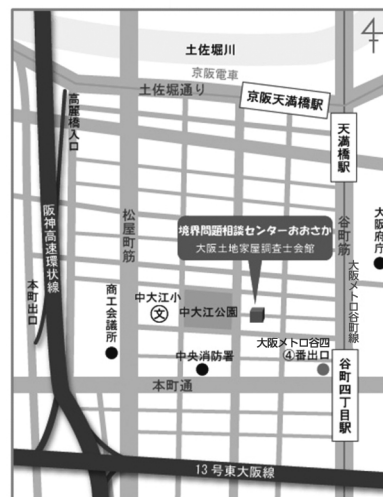 土佐堀川
京阪電車
土佐堀通り
京阪天満橋駅
高麗橋入口
天満橋駅
阪神高速環状線
松屋町筋
境界問題相談センターおおさか
大阪土地家屋調査士会館
谷町筋
大阪府庁
大阪メトロ谷町線
本町出口
商工会議所
中大江小
文
中大江公園
中央消防署
大阪メトロ谷四
④番出口
本町通
谷町四丁目駅
13号東大阪線